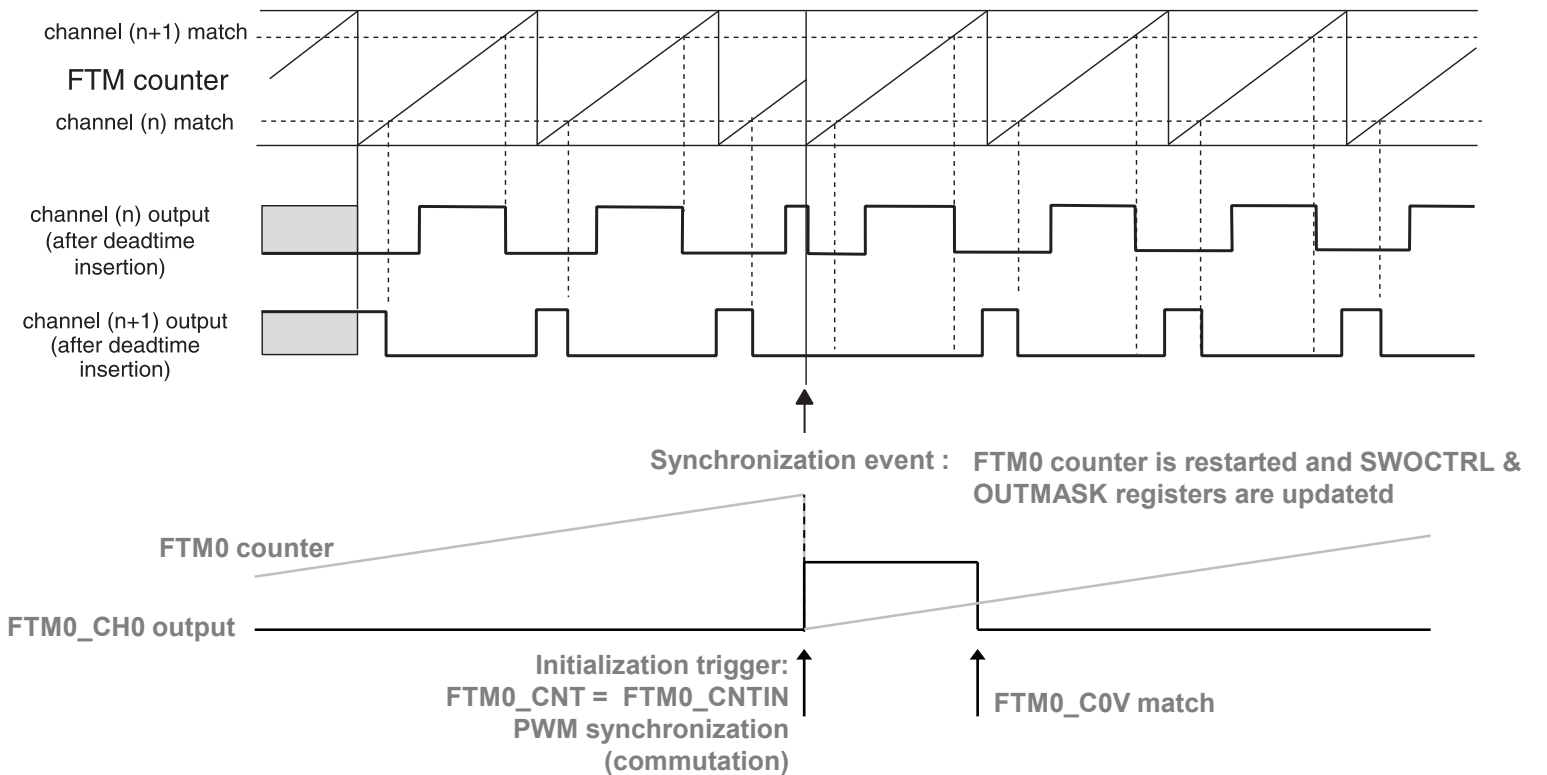 channel (n+1) match
FTM counter
channel (n) match
channel (n) output
(after deadtime
insertion)
channel (n+1) output
(after deadtime
insertion)
Synchronization event : FTM0 counter is restarted and SWOCTRL &
OUTMASK registers are updatetd
FTM0 counter
FTM0_CH0 output
Initialization trigger:
FTM0_CNT = FTM0_CNTIN
PWM synchronization
(commutation)
FTM0_C0V match